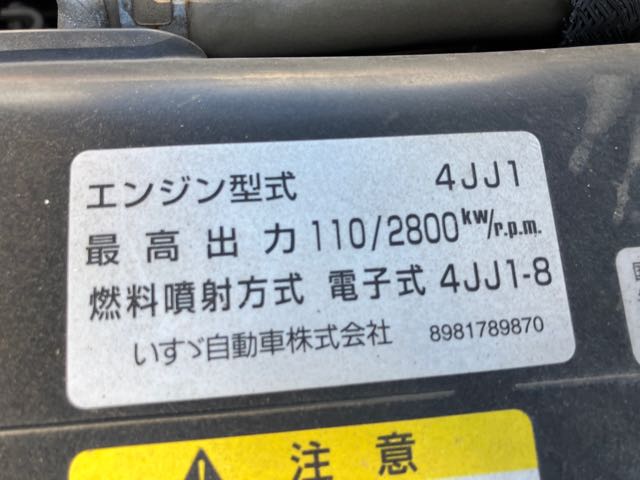 エンジン型式 4JJ1
最高出力 110/2800kw/r.p.m.
燃料噴射方式 電子式 4JJ1-8
いすゞ自動車株式会社 8981789870
注意